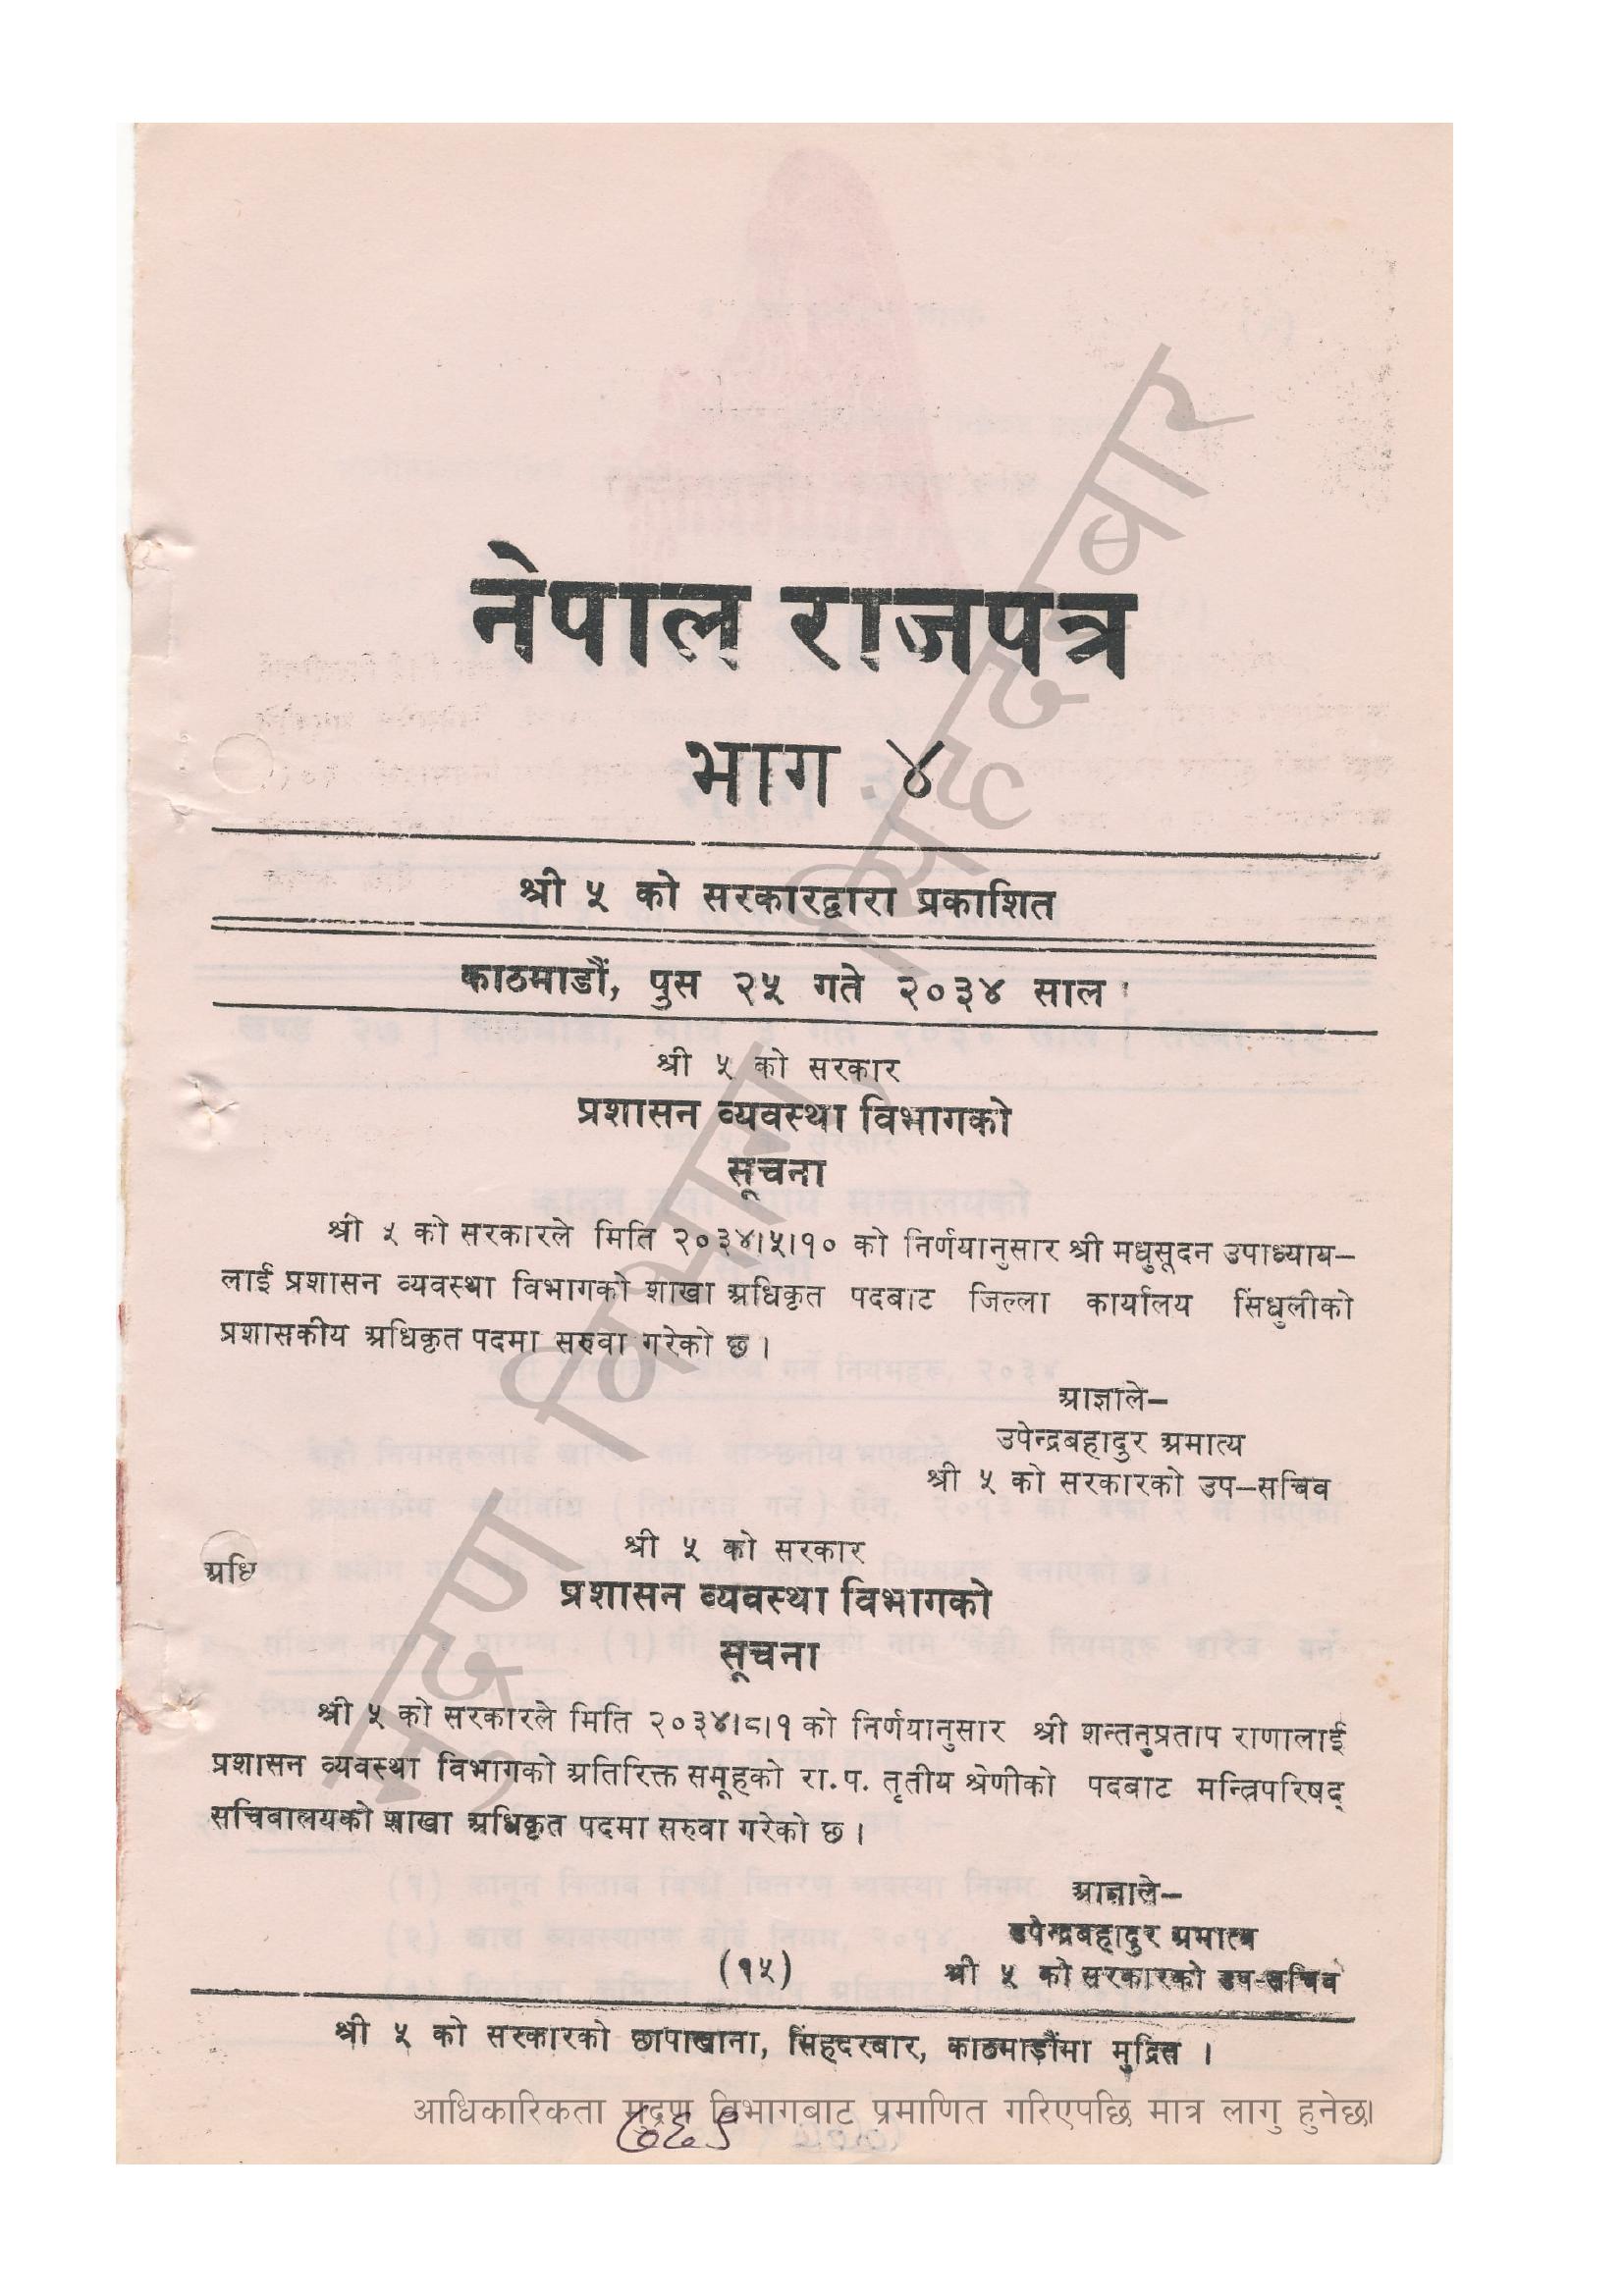 नेपाल राजपत्र
भाग ४
श्री ५ को सरकारद्वारा प्रकाशित
काठमाडौं, पुस २५ गते २०३४ साल
श्री ५ को सरकार
प्रशासन व्यवस्था विभागको
सूचना
श्री ५ को सरकारले मिति २०३४।५।१० को निर्णयानुसार श्री मधुसूदन उपाध्याय–
लाई प्रशासन व्यवस्था विभागको शाखा अधिकृत पदबाट जिल्ला कार्यालय सिंधुलीको
प्रशासकीय अधिकृत पदमा सरुवा गरेको छ ।
आज्ञाले–
उपेन्द्रबहादुर अमात्य
श्री ५ को सरकारको उप–सचिव
श्री ५ को सरकार
अधि
प्रशासन व्यवस्था विभागको
सूचना
श्री ५ को सरकारले मिति २०३४।८।१ को निर्णयानुसार श्री शन्तनुप्रताप राणालाई
प्रशासन व्यवस्था विभागको अतिरिक्त समूहको रा.प. तृतीय श्रेणीको पदबाट मन्त्रिपरिषद्
सचिवालयको शाखा अधिकृत पदमा सरुवा गरेको छ ।
आज्ञाले–
उपेन्द्रबहादुर अमात्य
(१५)
श्री ५ को सरकारको उप-सचिव
श्री ५ को सरकारको छापाखाना, सिंहदरबार, काठमाडौंमा मुद्रित ।
आधिकारिकता मुद्रण विभागबाट प्रमाणित गरिएपछि मात्र लागु हुनेछ।
मुद्रण विभाग, सिंहदरबार